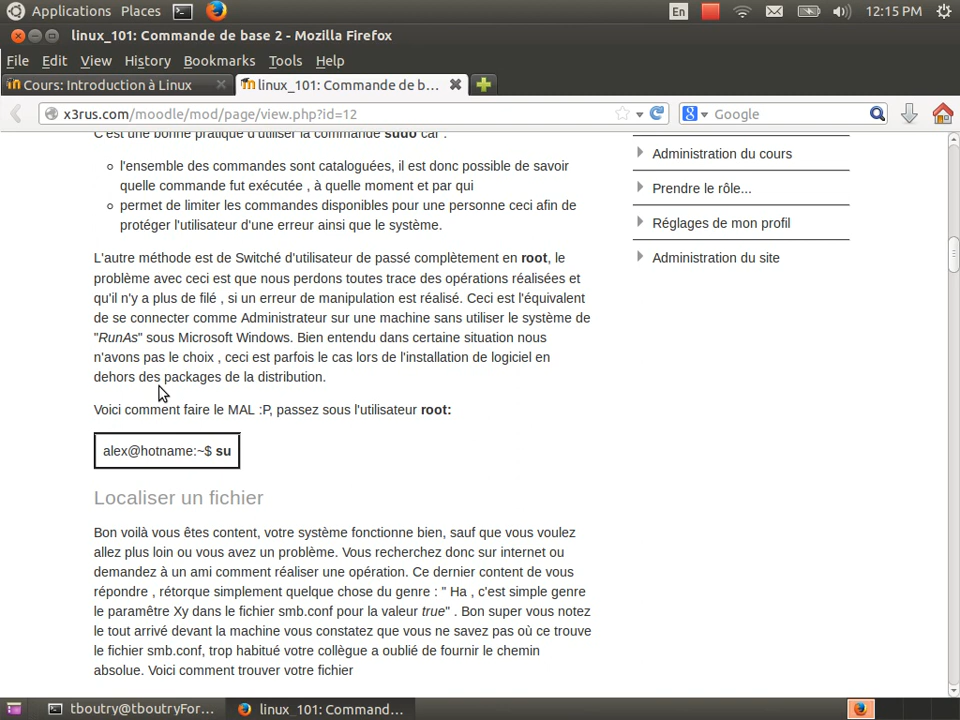 Applications Places En 12:15 PM
linux_101: Commande de base 2 - Mozilla Firefox
File Edit View History Bookmarks Tools Help
Cours: Introduction à Linux linux_101: Commande de b...
x3rus.com/moodle/mod/page/view.php?id=12 Google
C'est une bonne pratique d'utiliser la commande sudo car :
l'ensemble des commandes sont cataloguées, il est donc possible de savoir
quelle commande fut exécutée , à quelle moment et par qui
permet de limiter les commandes disponibles pour une personne ceci afin de
protéger l'utilisateur d'une erreur ainsi que le système.
L'autre méthode est de Switché d'utilisateur de passé complètement en root, le
problème avec ceci est que nous perdons toutes trace des opérations réalisées et
qu'il n'y a plus de filé , si un erreur de manipulation est réalisé. Ceci est l'équivalent
de se connecter comme Administrateur sur une machine sans utiliser le système de
"RunAs" sous Microsoft Windows. Bien entendu dans certaine situation nous
n'avons pas le choix , ceci est parfois le cas lors de l'installation de logiciel en
dehors des packages de la distribution.
Voici comment faire le MAL :P, passez sous l'utilisateur root:
alex@hotname:~$ su
Localiser un fichier
Bon voilà vous êtes content, votre système fonctionne bien, sauf que vous voulez
allez plus loin ou vous avez un problème. Vous recherchez donc sur internet ou
demandez à un ami comment réaliser une opération. Ce dernier content de vous
répondre , rétorque simplement quelque chose du genre : " Ha , c'est simple genre
le paramêtre Xy dans le fichier smb.conf pour la valeur true" . Bon super vous notez
le tout arrivé devant la machine vous constatez que vous ne savez pas où ce trouve
le fichier smb.conf, trop habitué votre collègue a oublié de fournir le chemin
absolue. Voici comment trouver votre fichier
Administration du cours
Prendre le rôle...
Réglages de mon profil
Administration du site
tboutry@tboutryFor... linux_101: Command...